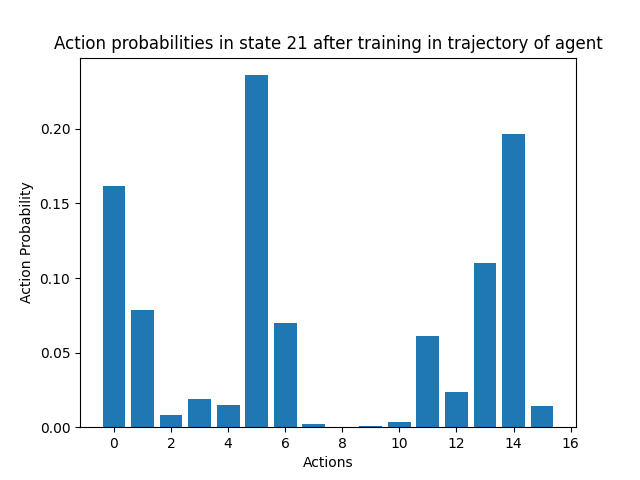 Action probabilities in state 21 after training in trajectory of agent
0.20
0.15
0.10
0.05
0.00
Action Probability
0 2 4 6 8 10 12 14 16
Actions